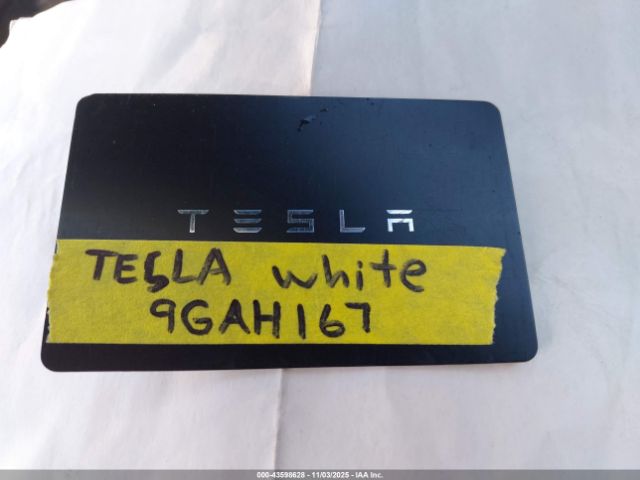 TESLA
TESLA white
9GAH167
000-43598628 - 11/03/2025 - IAA Inc.